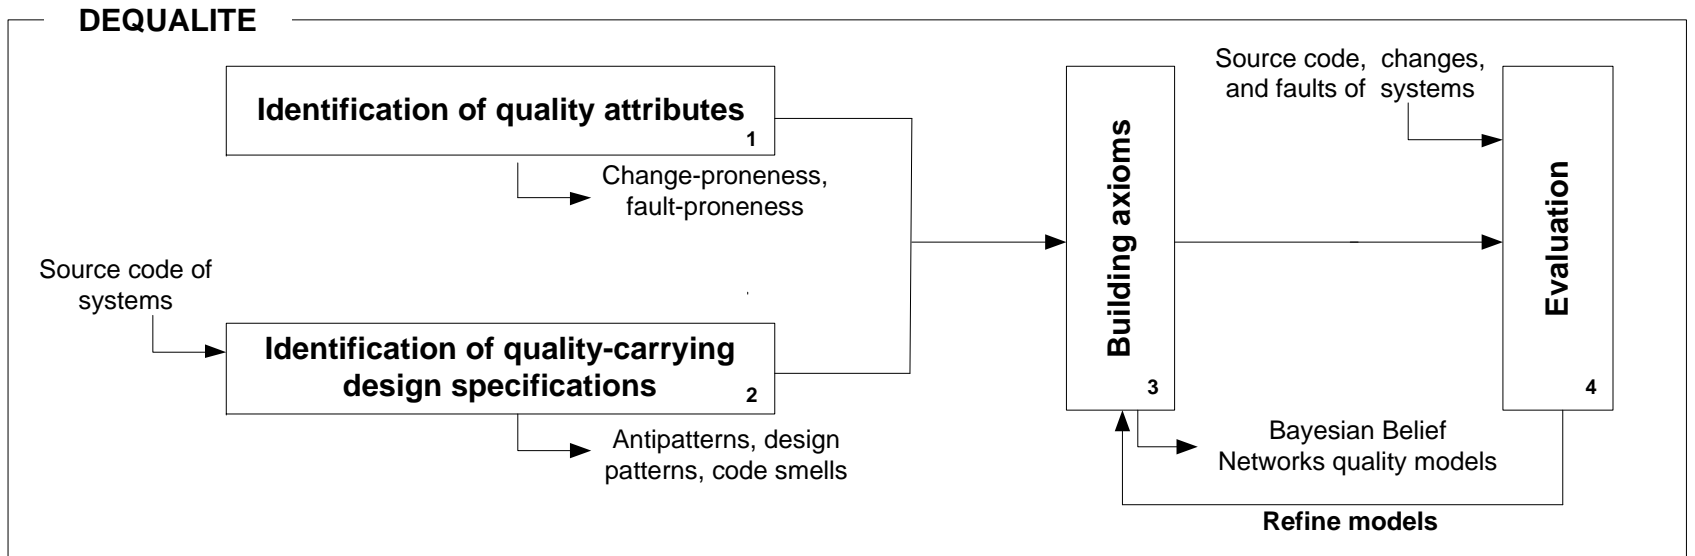 DEQUALITE
Identification of quality attributes
1
Change-proneness,
fault-proneness
Source code of
systems
Identification of quality-carrying
design specifications
2
Antipatterns, design
patterns, code smells
Building axioms
3
Bayesian Belief
Networks quality models
Source code, changes,
and faults of systems
Evaluation
4
Refine models